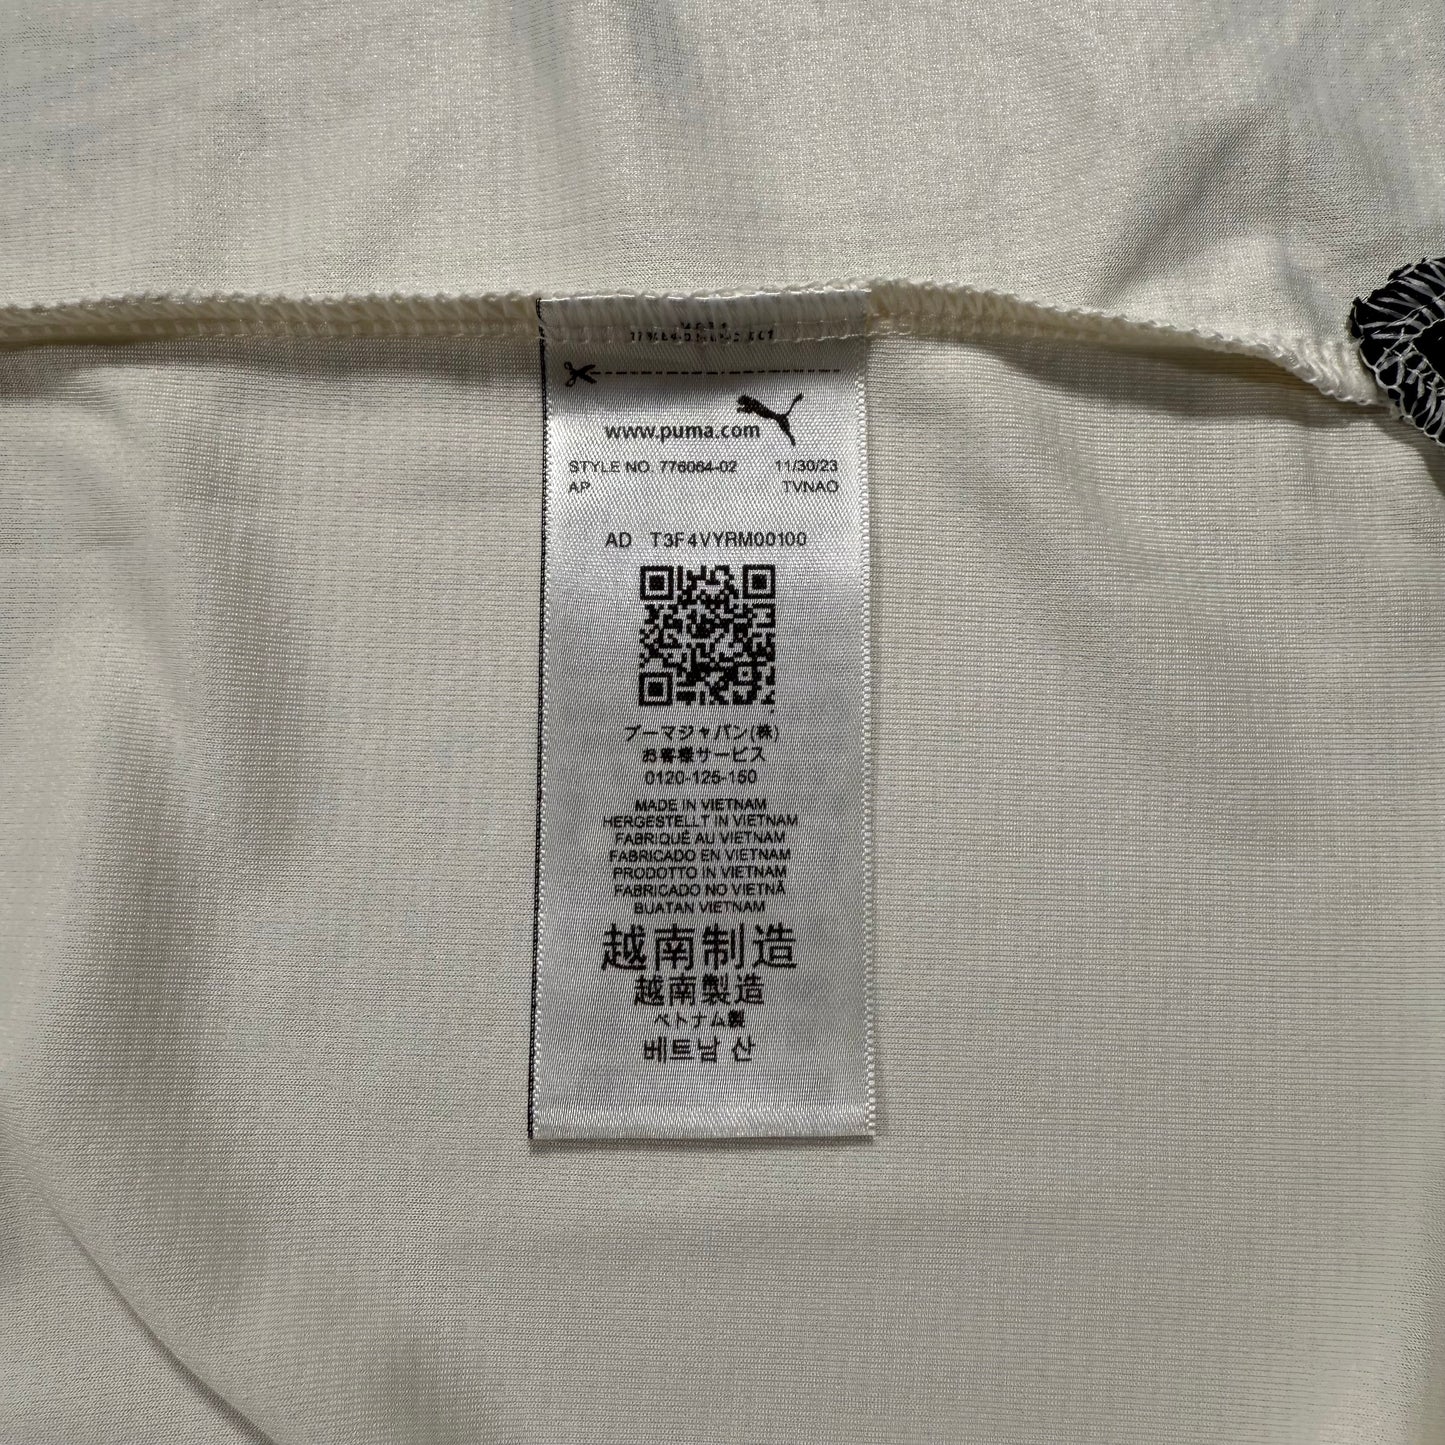 www.puma.com
STYLE NO 776064-02 11/30/23
AP TVNAO
AD T3F4VYRM00100
プーマジャパン(株)
お客様サービス
0120-125-150
MADE IN VIETNAM
HERGESTELLT IN VIETNAM
FABRIQUÉ AU VIETNAM
FABRICADO EN VIETNAM
PRODOTTO IN VIETNAM
FABRICADO NO VIETNÃ
BUATAN VIETNAM
越南制造
越南製造
ベトナム製
베트남 산